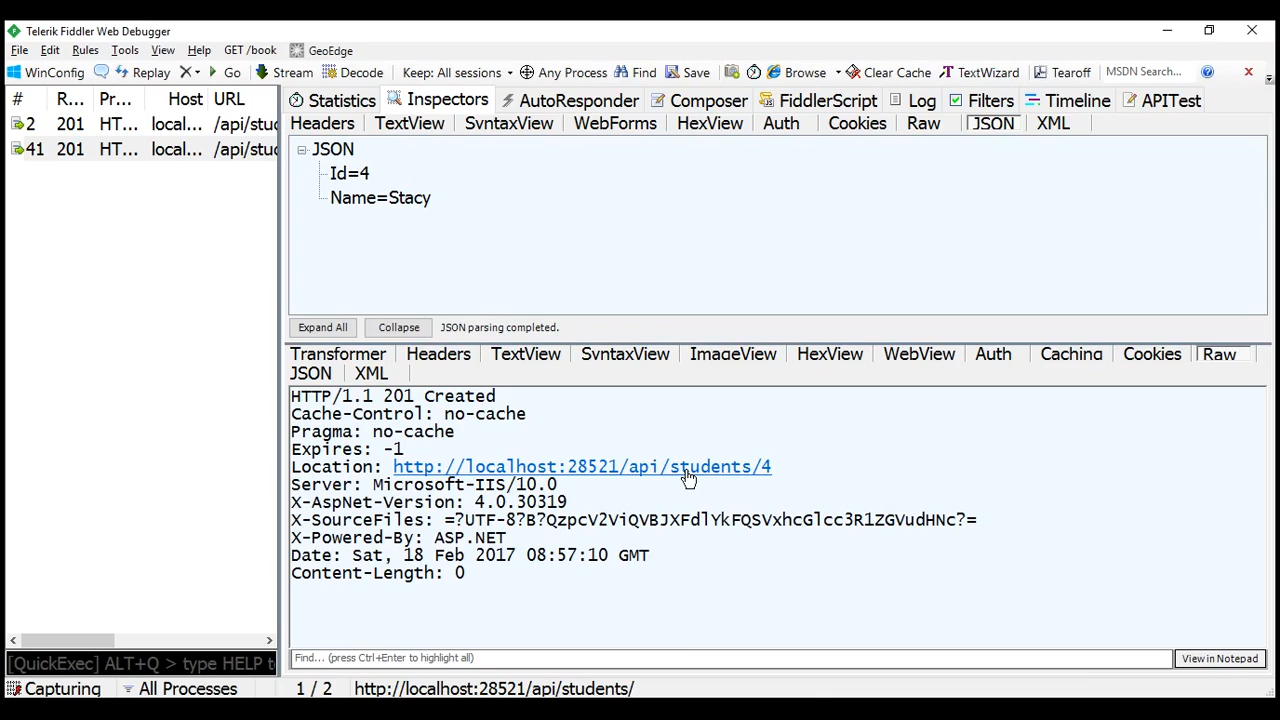 Telerik Fiddler Web Debugger
File Edit Rules Tools View Help GET /book GeoEdge
WinConfig Replay Go Stream Decode Keep: All sessions Any Process Find Save Browse Clear Cache TextWizard Tearoff MSDN Search...
# R... Pr... Host URL
2 201 HT... local... /api/stu
41 201 HT... local... /api/stu
Statistics Inspectors AutoResponder Composer FiddlerScript Log Filters Timeline APITest
Headers TextView SyntaxView WebForms HexView Auth Cookies Raw JSON XML
JSON
Id=4
Name=Stacy
Expand All Collapse JSON parsing completed.
Transformer Headers TextView SyntaxView ImageView HexView WebView Auth Caching Cookies Raw
JSON XML
HTTP/1.1 201 Created
Cache-Control: no-cache
Pragma: no-cache
Expires: -1
Location: http://localhost:28521/api/students/4
Server: Microsoft-IIS/10.0
X-AspNet-Version: 4.0.30319
X-SourceFiles: =?UTF-8?B?QzpcV2ViQVBJXFdlYkFQSVxhcGlcc3R1ZGVudHNc?=
X-Powered-By: ASP.NET
Date: Sat, 18 Feb 2017 08:57:10 GMT
Content-Length: 0
[QuickExec] ALT+Q > type HELP to
Find... (press Ctrl+Enter to highlight all) View in Notepad
Capturing All Processes 1 / 2 http://localhost:28521/api/students/